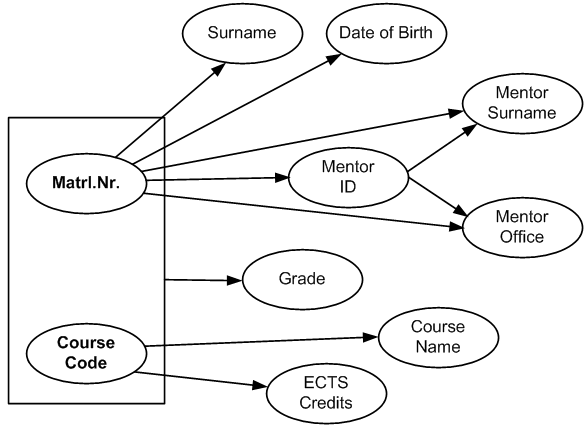 Surname
Date of Birth
Mentor
Surname
Matrl.Nr.
Mentor
ID
Mentor
Office
Grade
Course
Code
Course
Name
ECTS
Credits